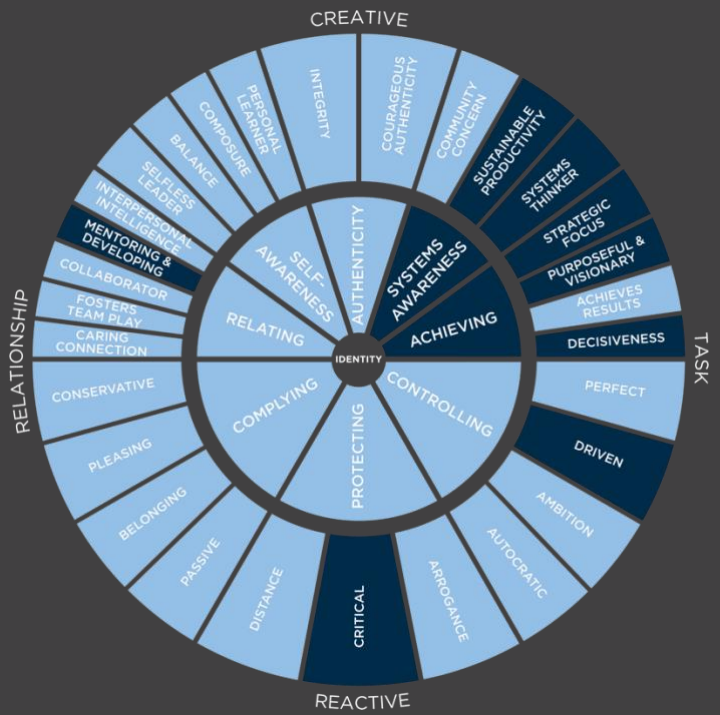 CREATIVE
INTEGRITY
COURAGEOUS
AUTHENTICITY
COMMUNITY
CONCERN
SUSTAINABLE
PRODUCTIVITY
SYSTEMS
THINKER
STRATEGIC
FOCUS
PURPOSEFUL &
VISIONARY
ACHIEVES
RESULTS
DECISIVENESS
TASK
PERFECT
DRIVEN
AMBITION
AUTOCRATIC
ARROGANCE
CRITICAL
REACTIVE
DISTANCE
PASSIVE
BELONGING
PLEASING
CONSERVATIVE
RELATIONSHIP
CARING
CONNECTION
FOSTERS
TEAM PLAY
COLLABORATOR
MENTORING &
DEVELOPING
INTERPERSONAL
INTELLIGENCE
SELFLESS
LEADER
BALANCE
COMPOSURE
PERSONAL
LEARNER
AUTHENTICITY
SYSTEMS
AWARENESS
ACHIEVING
CONTROLLING
PROTECTING
COMPLYING
RELATING
SELF-
AWARENESS
IDENTITY